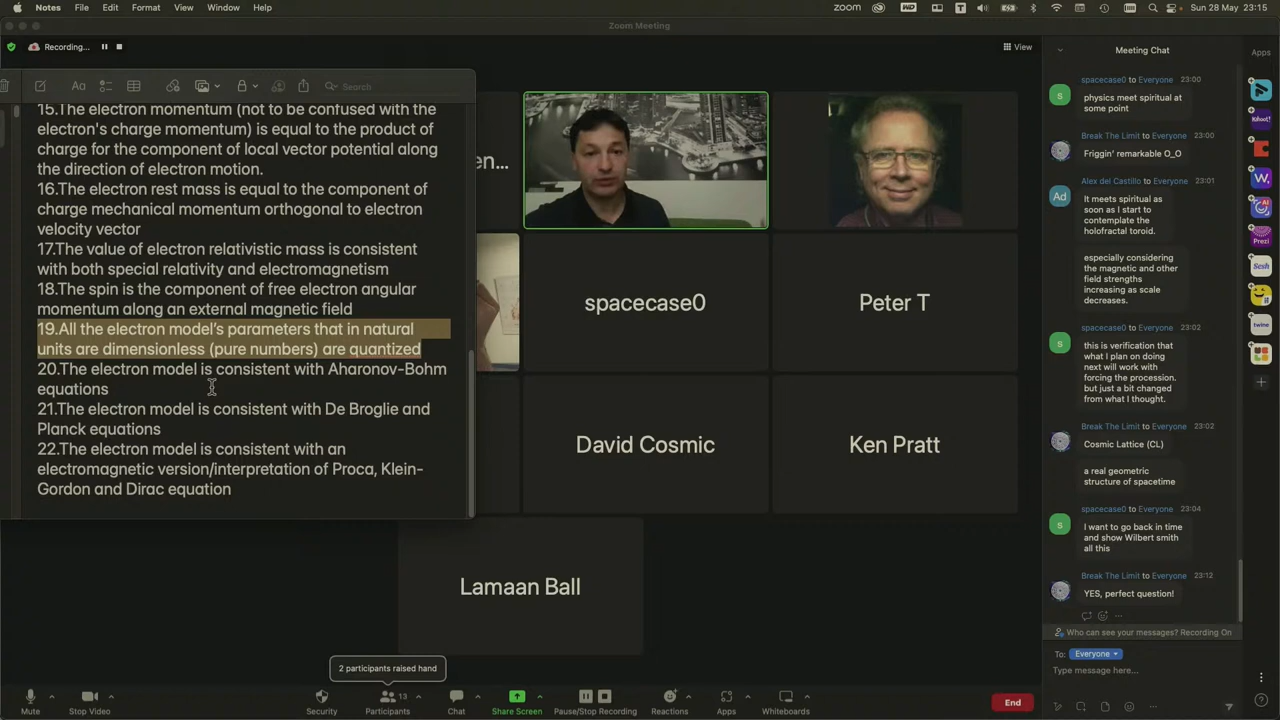 Notes File Edit Format View Window Help
zoom
Sun 28 May 23:15
Zoom Meeting
Recording...
View
Search
15.The electron momentum (not to be confused with the
electron's charge momentum) is equal to the product of
charge for the component of local vector potential along
the direction of electron motion.
16.The electron rest mass is equal to the component of
charge mechanical momentum orthogonal to electron
velocity vector
17.The value of electron relativistic mass is consistent
with both special relativity and electromagnetism
18.The spin is the component of free electron angular
momentum along an external magnetic field
19.All the electron model's parameters that in natural
units are dimensionless (pure numbers) are quantized
20.The electron model is consistent with Aharonov-Bohm
equations
21.The electron model is consistent with De Broglie and
Planck equations
22.The electron model is consistent with an
electromagnetic version/interpretation of Proca, Klein-
Gordon and Dirac equation
en...
spacecase0
Peter T
David Cosmic
Ken Pratt
Lamaan Ball
2 participants raised hand
Mute
Stop Video
Security
Participants
13
Chat
Share Screen
Pause/Stop Recording
Reactions
Apps
Whiteboards
End
Meeting Chat
spacecase0 to Everyone 23:00
S
physics meet spiritual at
some point
Break The Limit to Everyone 23:00
Friggin' remarkable O_O
Alex del Castillo to Everyone 23:01
Ad
It meets spiritual as
soon as I start to
contemplate the
holofractal toroid.
especially considering
the magnetic and other
field strengths
increasing as scale
decreases.
spacecase0 to Everyone 23:02
S
this is verification that
what I plan on doing
next will work with
forcing the procession.
but just a bit changed
from what I thought.
Break The Limit to Everyone 23:02
Cosmic Lattice (CL)
a real geometric
structure of spacetime
spacecase0 to Everyone 23:04
S
I want to go back in time
and show Wilbert smith
all this
Break The Limit to Everyone 23:12
YES, perfect question!
Who can see your messages? Recording On
To: Everyone
Type message here...
Apps
Kahoot!
W
AI
Prezi
Sesh
twine